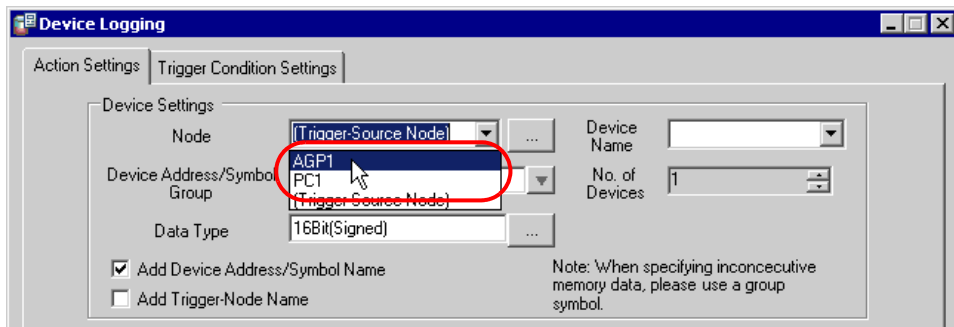 Device Logging
Action Settings
Trigger Condition Settings
Device Settings
Node
(Trigger-Source Node)
...
Device Name
AGP1
PC1
(Trigger-Source Node)
Device Address/Symbol
Group
No. of
Devices
1
Data Type
16Bit(Signed)
...
Add Device Address/Symbol Name
Add Trigger-Node Name
Note: When specifying inconcecutive
memory data, please use a group
symbol.